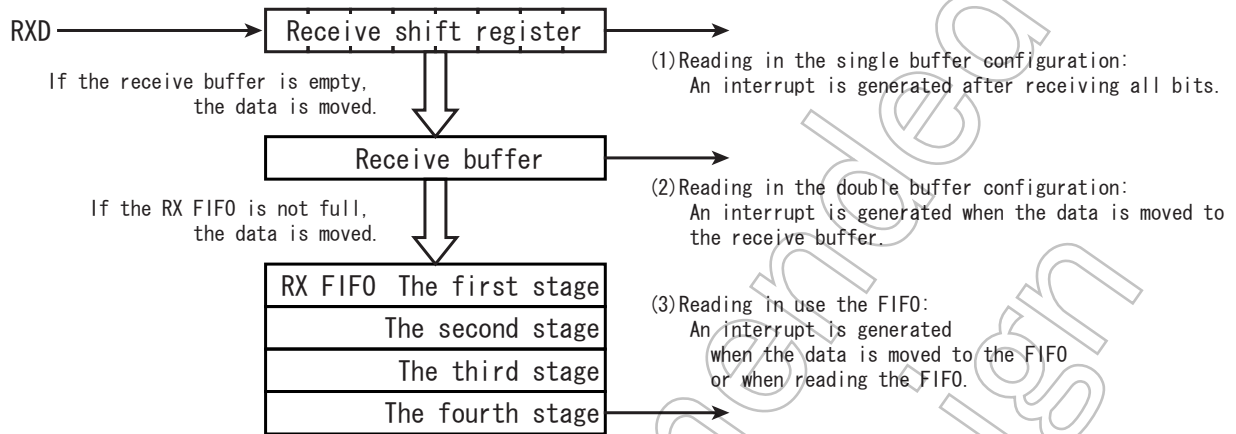 RXD
Receive shift register
If the receive buffer is empty,
the data is moved.
(1)Reading in the single buffer configuration:
An interrupt is generated after receiving all bits.
Receive buffer
If the RX FIFO is not full,
the data is moved.
(2)Reading in the double buffer configuration:
An interrupt is generated when the data is moved to
the receive buffer.
RX FIFO The first stage
The second stage
The third stage
The fourth stage
(3)Reading in use the FIFO:
An interrupt is generated
when the data is moved to the FIFO
or when reading the FIFO.